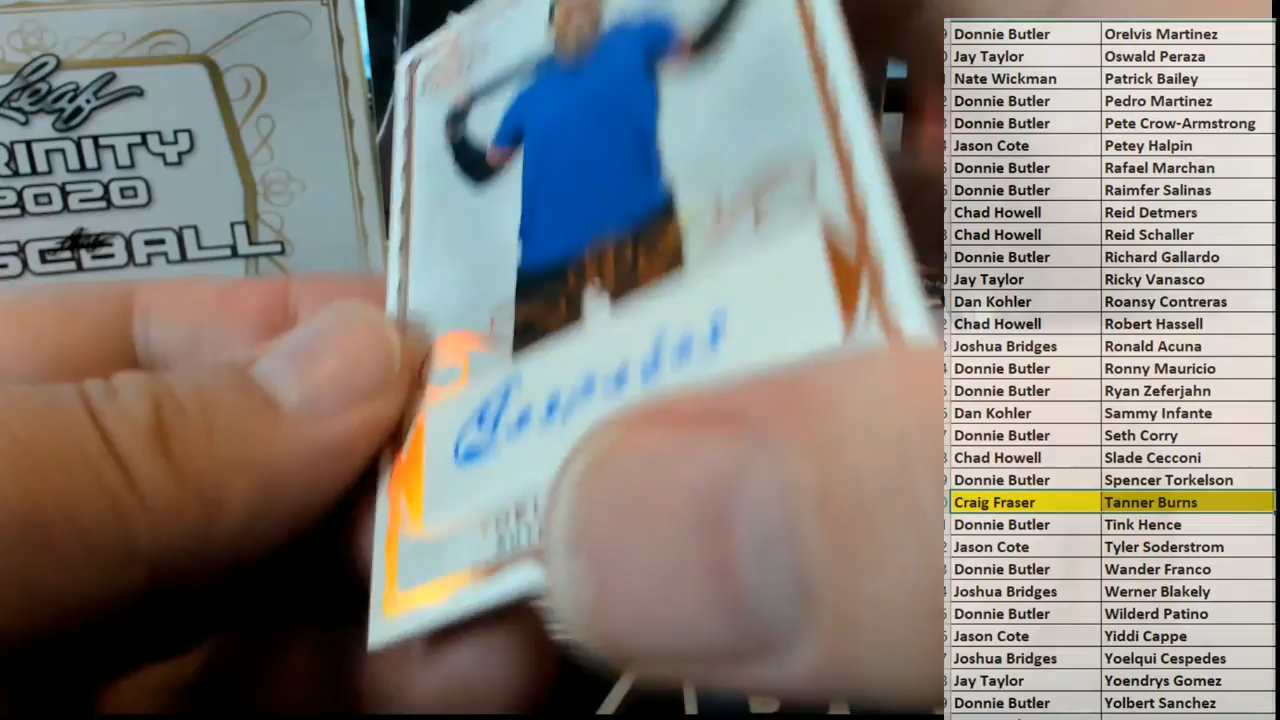 Leaf
RINITY
2020
SEBALL
Donnie Butler Orelvis Martinez
Jay Taylor Oswald Peraza
Nate Wickman Patrick Bailey
Donnie Butler Pedro Martinez
Donnie Butler Pete Crow-Armstrong
Jason Cote Petey Halpin
Donnie Butler Rafael Marchan
Donnie Butler Raimfer Salinas
Chad Howell Reid Detmers
Chad Howell Reid Schaller
Donnie Butler Richard Gallardo
Jay Taylor Ricky Vanasco
Dan Kohler Roansy Contreras
Chad Howell Robert Hassell
Joshua Bridges Ronald Acuna
Donnie Butler Ronny Mauricio
Donnie Butler Ryan Zeferjahn
Dan Kohler Sammy Infante
Donnie Butler Seth Corry
Chad Howell Slade Cecconi
Donnie Butler Spencer Torkelson
Craig Fraser Tanner Burns
Donnie Butler Tink Hence
Jason Cote Tyler Soderstrom
Donnie Butler Wander Franco
Joshua Bridges Werner Blakely
Donnie Butler Wilderd Patino
Jason Cote Yiddi Cappe
Joshua Bridges Yoelqui Cespedes
Jay Taylor Yoendrys Gomez
Donnie Butler Yolbert Sanchez